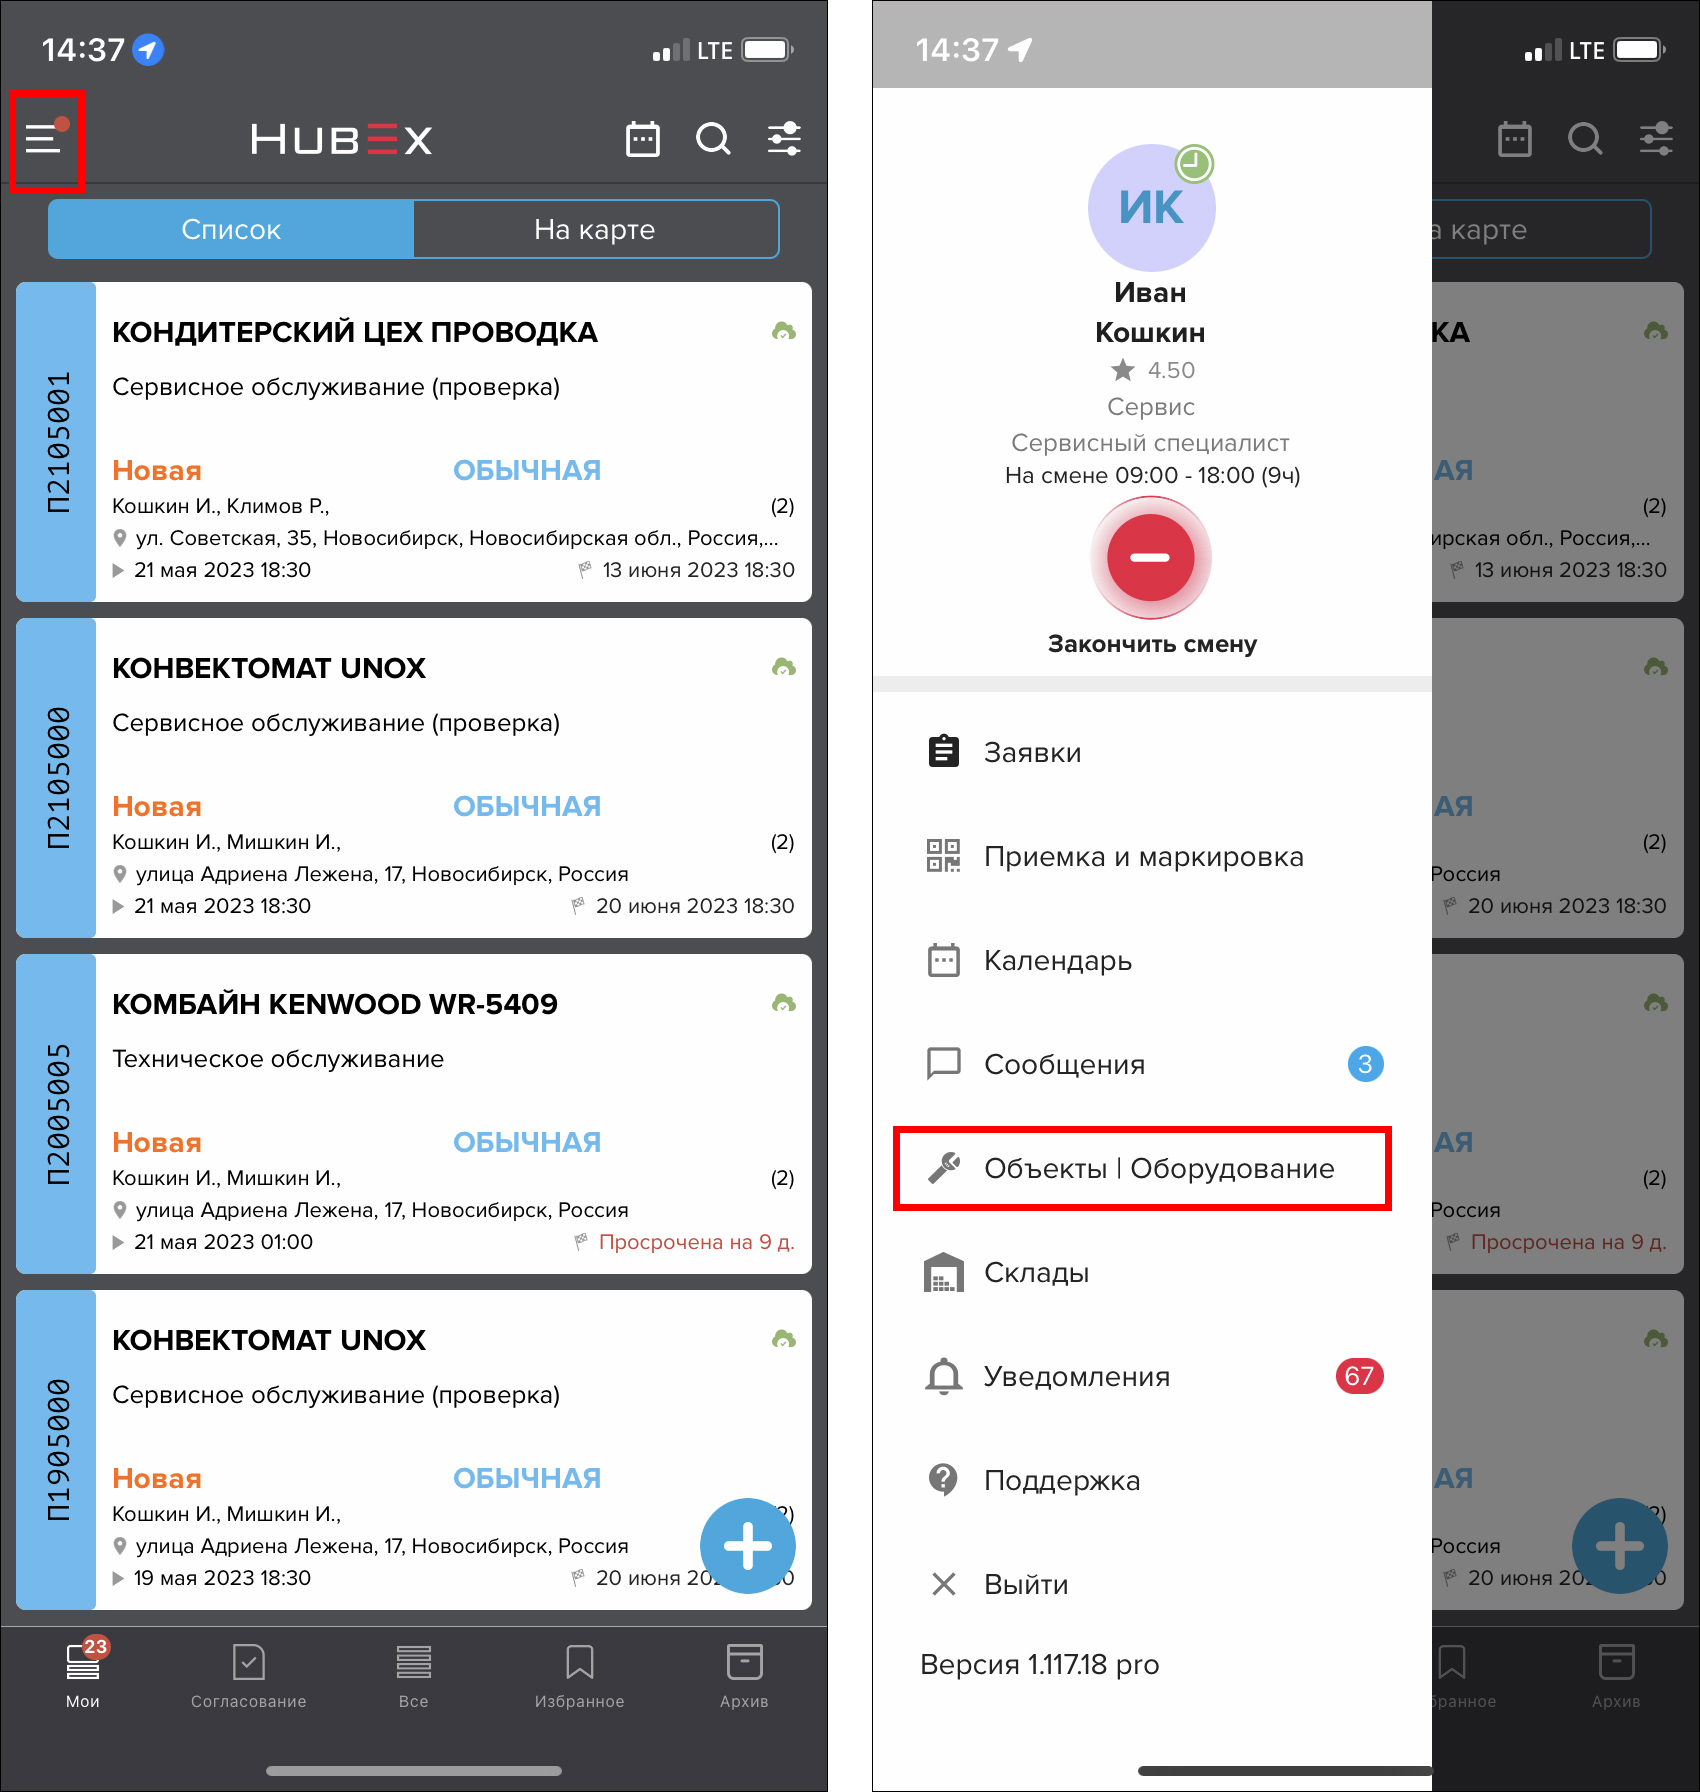 14:37
LTE
HUBEX
Список
На карте
П2105001
КОНДИТЕРСКИЙ ЦЕХ ПРОВОДКА
Сервисное обслуживание (проверка)
Новая
ОБЫЧНАЯ
Кошкин И., Климов Р.,
(2)
ул. Советская, 35, Новосибирск, Новосибирская обл., Россия,...
21 мая 2023 18:30
13 июня 2023 18:30
П2105000
КОНВЕКТОМАТ UNOX
Сервисное обслуживание (проверка)
Новая
ОБЫЧНАЯ
Кошкин И., Мишкин И.,
(2)
улица Адриена Лежена, 17, Новосибирск, Россия
21 мая 2023 18:30
20 июня 2023 18:30
П2005005
КОМБАЙН KENWOOD WR-5409
Техническое обслуживание
Новая
ОБЫЧНАЯ
Кошкин И., Мишкин И.,
(2)
улица Адриена Лежена, 17, Новосибирск, Россия
21 мая 2023 01:00
Просрочена на 9 д.
П1905000
КОНВЕКТОМАТ UNOX
Сервисное обслуживание (проверка)
Новая
ОБЫЧНАЯ
Кошкин И., Мишкин И.,
2)
улица Адриена Лежена, 17, Новосибирск, Россия
19 мая 2023 18:30
20 июня 20
0
23
Мои
Согласование
Все
Избранное
Архив
14:37
LTE
ИК
Иван
Кошкин
4.50
Сервис
Сервисный специалист
На смене 09:00 - 18:00 (9ч)
Закончить смену
Заявки
Приемка и маркировка
Календарь
Сообщения
3
Объекты | Оборудование
Склады
Уведомления
67
Поддержка
Выйти
Версия 1.117.18 pro
а карте
КА
АЯ
(2)
ирская обл., Россия,...
13 июня 2023 18:30
АЯ
(2)
Россия
20 июня 2023 18:30
АЯ
(2)
Россия
Просрочена на 9 д.
АЯ
2)
Россия
20 июня 20
0
бранное
Архив